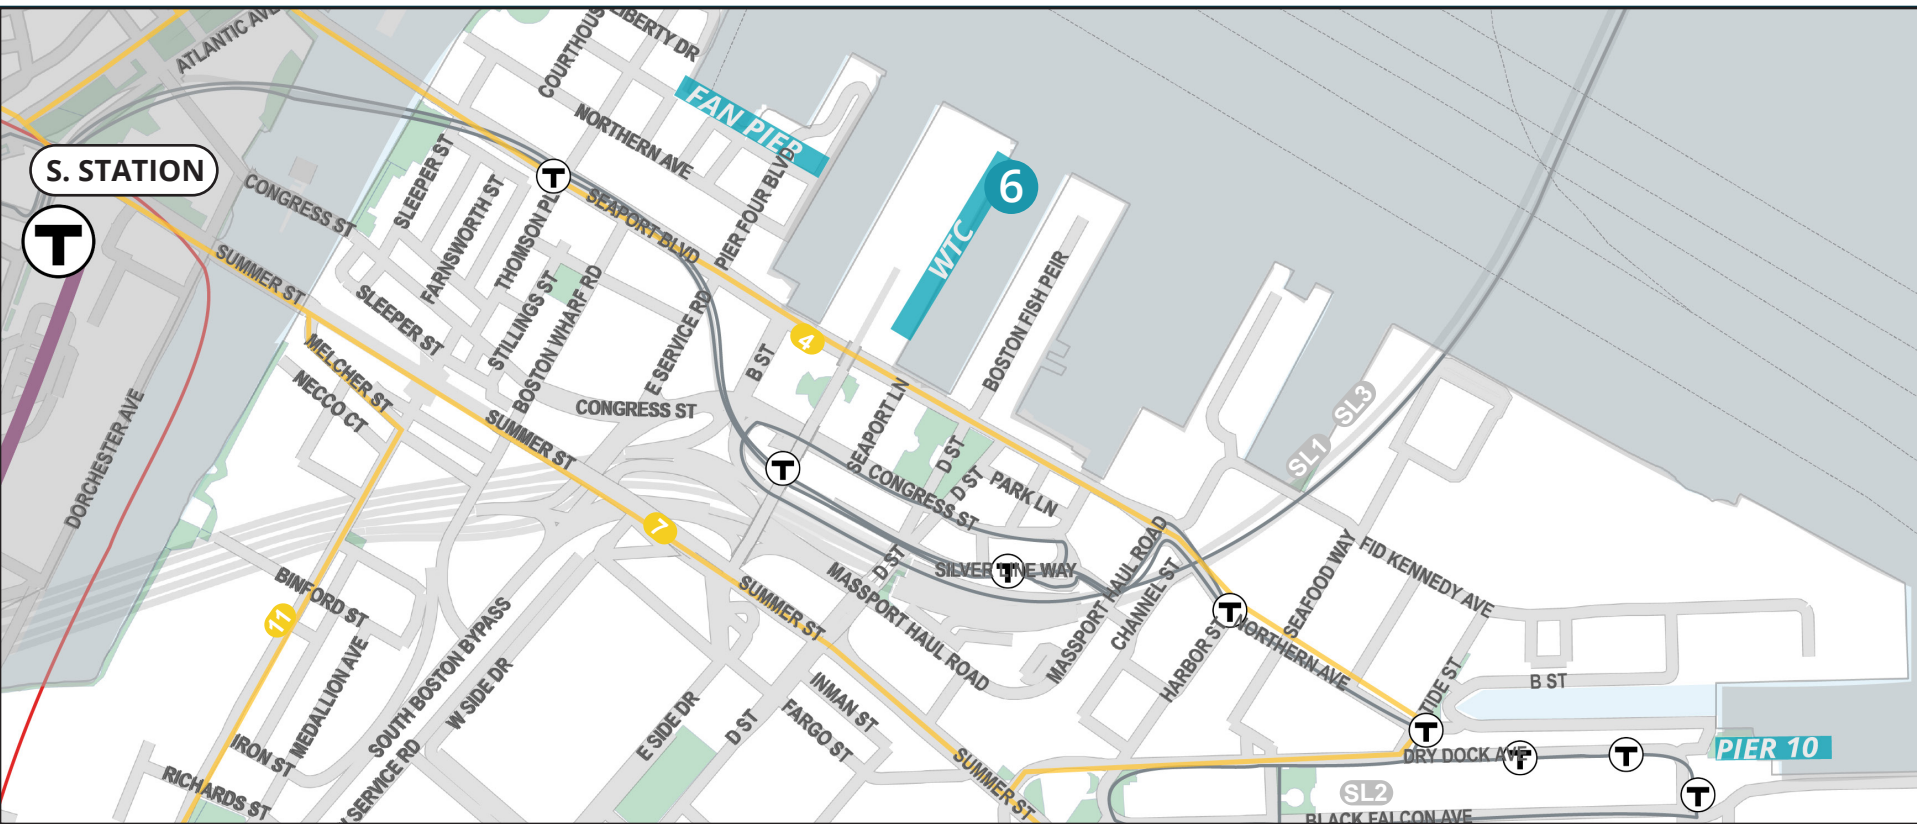 ATLANTIC AVE
COURTHOUS
LIBERTY DR
FAN PIER
NORTHERN AVE
S. STATION
T
T
CONGRESS ST
SLEEPER ST
FARNSWORTH ST
THOMSON PL
SEAPORT BLVD
PIER FOUR BLVD
6
WTC
BOSTON FISH PEIR
SUMMER ST
SLEEPER ST
STILLINGS ST
BOSTON WHARF RD
E SERVICE RD
B ST
4
MELCHER ST
NECCO CT
CONGRESS ST
SUMMER ST
SEAPORT LN
D ST
D ST
PARK LN
CONGRESS ST
T
SL1
SL3
DORCHESTER AVE
7
D ST
SILVER LINE WAY
T
MASSPORT HAUL ROAD
CHANNEL ST
HARBOR ST
T
SEAFOOD WAY
FID KENNEDY AVE
NORTHERN AVE
TIDE ST
B ST
BINFORD ST
11
MEDALLION AVE
IRON ST
RICHARDS ST
SOUTH BOSTON BYPASS
W SIDE DR
SERVICE RD
SUMMER ST
MASSPORT HAUL ROAD
E SIDE DR
D ST
INMAN ST
FARGO ST
SUMMER ST
T
DRY DOCK AVE
T
T
T
PIER 10
SL2
BLACK FALCON AVE